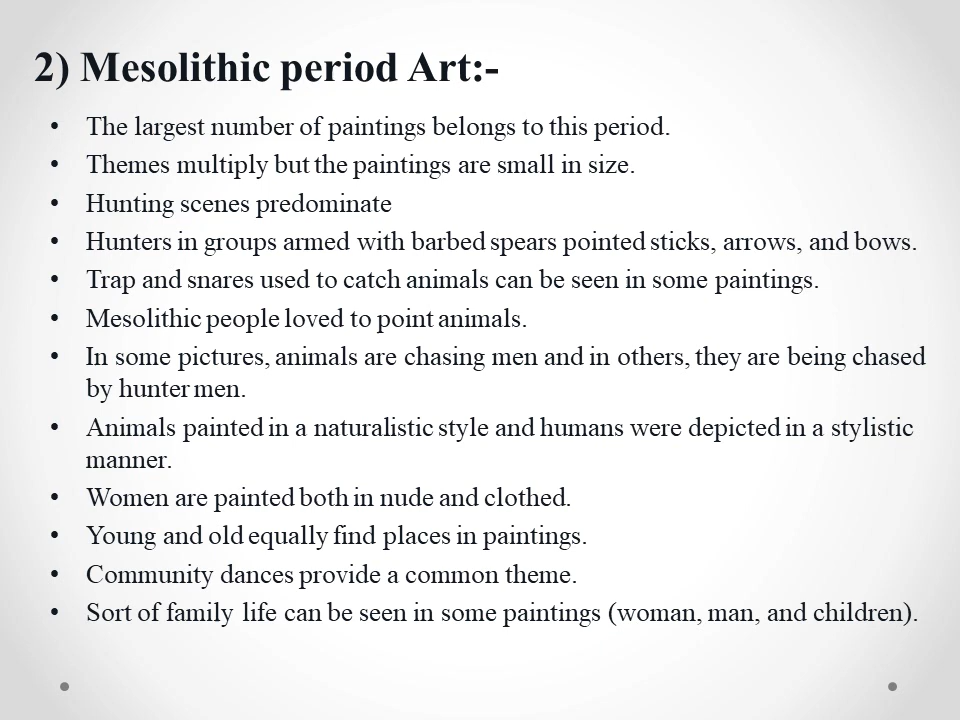 2) Mesolithic period Art:-
• The largest number of paintings belongs to this period.
• Themes multiply but the paintings are small in size.
• Hunting scenes predominate
• Hunters in groups armed with barbed spears pointed sticks, arrows, and bows.
• Trap and snares used to catch animals can be seen in some paintings.
• Mesolithic people loved to point animals.
• In some pictures, animals are chasing men and in others, they are being chased
by hunter men.
• Animals painted in a naturalistic style and humans were depicted in a stylistic
manner.
• Women are painted both in nude and clothed.
• Young and old equally find places in paintings.
• Community dances provide a common theme.
• Sort of family life can be seen in some paintings (woman, man, and children).